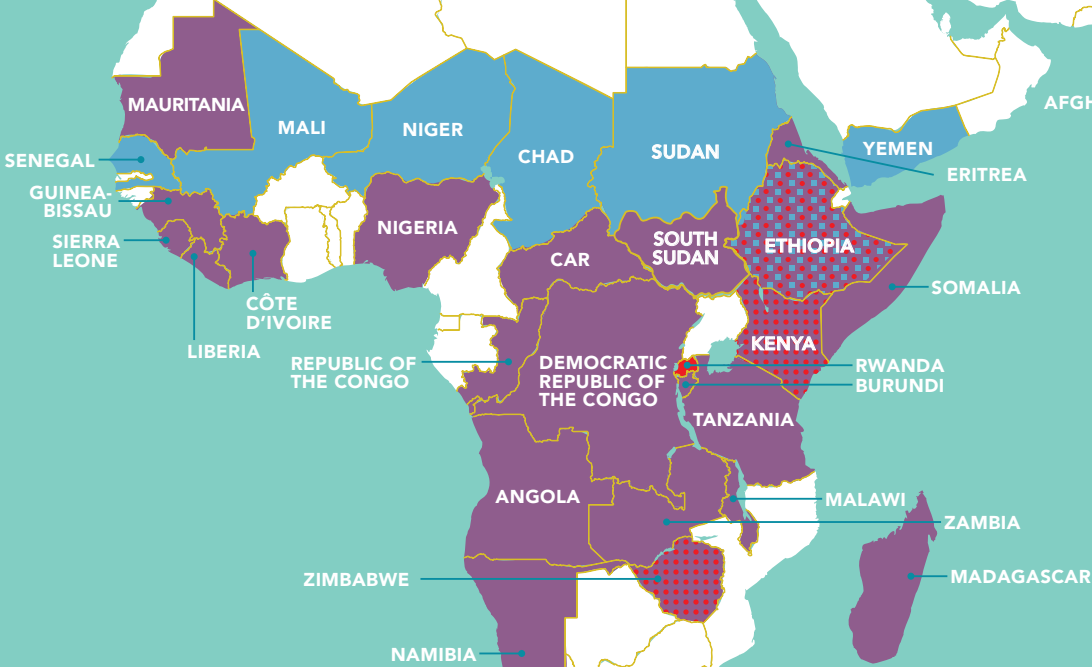 MAURITANIA
MALI
NIGER
CHAD
SUDAN
YEMEN
AFGH
SENEGAL
ERITREA
GUINEA-
BISSAU
NIGERIA
SIERRA
LEONE
CAR
SOUTH
SUDAN
ETHIOPIA
SOMALIA
CÔTE
D'IVOIRE
LIBERIA
KENYA
REPUBLIC OF
THE CONGO
DEMOCRATIC
REPUBLIC OF
THE CONGO
RWANDA
BURUNDI
TANZANIA
ANGOLA
MALAWI
ZAMBIA
ZIMBABWE
MADAGASCAR
NAMIBIA